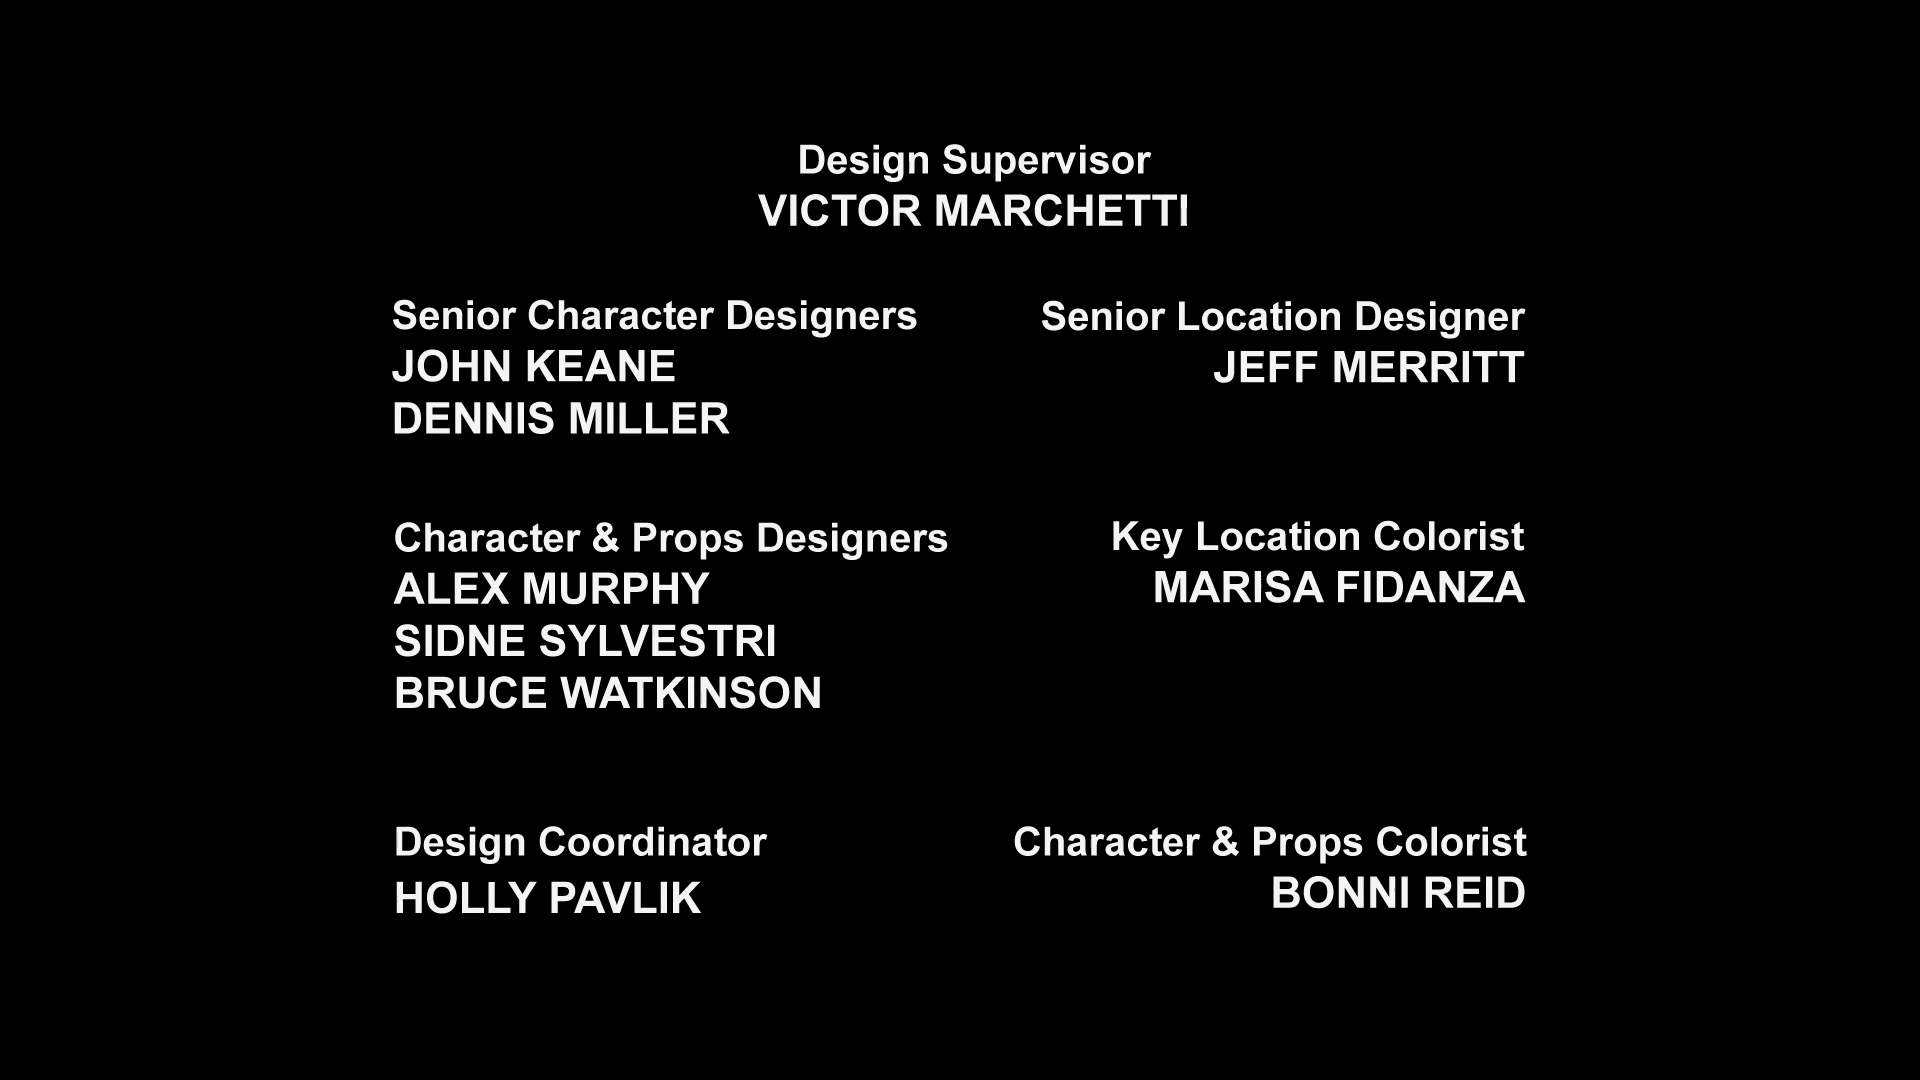 Design Supervisor
VICTOR MARCHETTI
Senior Character Designers
JOHN KEANE
DENNIS MILLER
Senior Location Designer
JEFF MERRITT
Character & Props Designers
ALEX MURPHY
SIDNE SYLVESTRI
BRUCE WATKINSON
Key Location Colorist
MARISA FIDANZA
Design Coordinator
HOLLY PAVLIK
Character & Props Colorist
BONNI REID